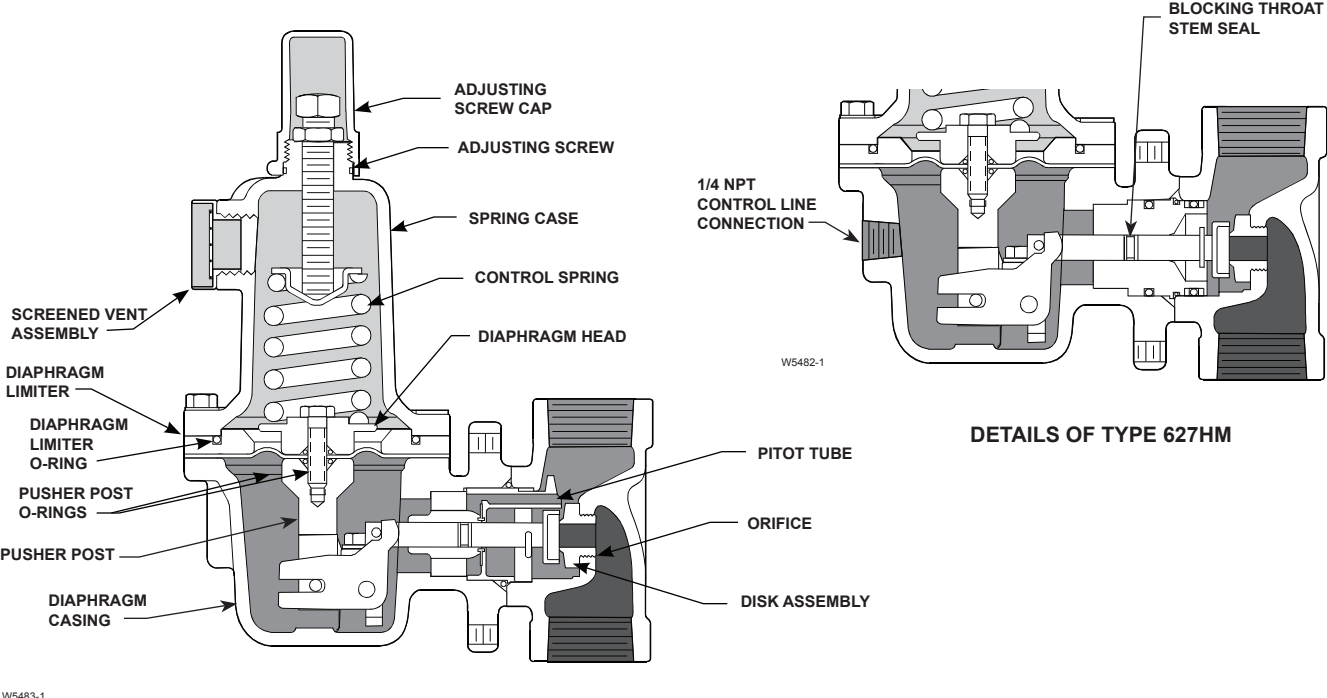 ADJUSTING
SCREW CAP
ADJUSTING SCREW
SPRING CASE
CONTROL SPRING
SCREENED VENT
ASSEMBLY
DIAPHRAGM HEAD
DIAPHRAGM
LIMITER
DIAPHRAGM
LIMITER
O-RING
PUSHER POST
O-RINGS
PUSHER POST
DIAPHRAGM
CASING
PITOT TUBE
ORIFICE
DISK ASSEMBLY
W5483-1
BLOCKING THROAT
STEM SEAL
1/4 NPT
CONTROL LINE
CONNECTION
W5482-1
DETAILS OF TYPE 627HM